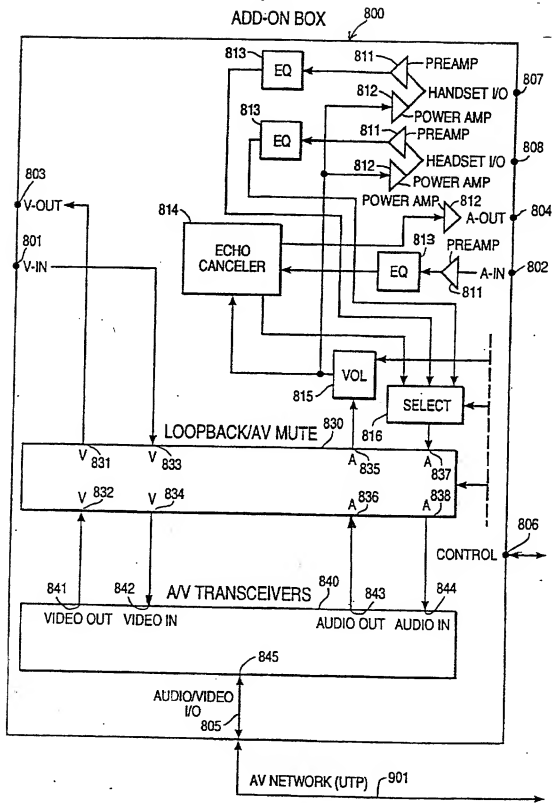 ADD-ON BOX
800
813
811
PREAMP
EQ
807
812
HANDSET I/O
POWER AMP
813
811
PREAMP
EQ
808
812
HEADSET I/O
POWER AMP
803
V-OUT
814
POWER AMP
812
A-OUT
804
801
V-IN
ECHO
CANCELER
813
PREAMP
EQ
A-IN
802
811
VOL
815
SELECT
816
LOOPBACK/AV MUTE
830
V
831
V
833
A
835
A
837
V
832
V
834
A
836
A
838
806
CONTROL
841
842
A/V TRANSCEIVERS
840
843
844
VIDEO OUT
VIDEO IN
AUDIO OUT
AUDIO IN
845
AUDIO/VIDEO
I/O
805
AV NETWORK (UTP)
901